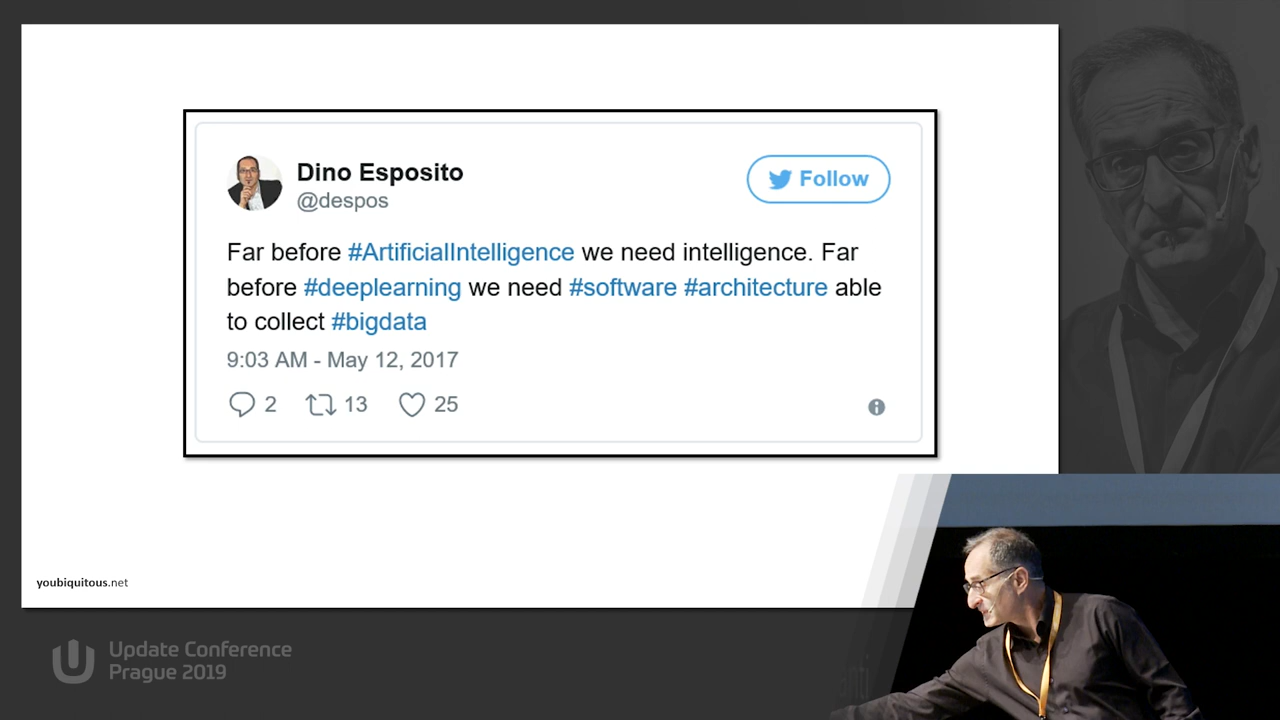 Dino Esposito
@despos
Follow
Far before #ArtificialIntelligence we need intelligence. Far
before #deeplearning we need #software #architecture able
to collect #bigdata
9:03 AM - May 12, 2017
2 13 25
youbiquitous.net
Update Conference
Prague 2019